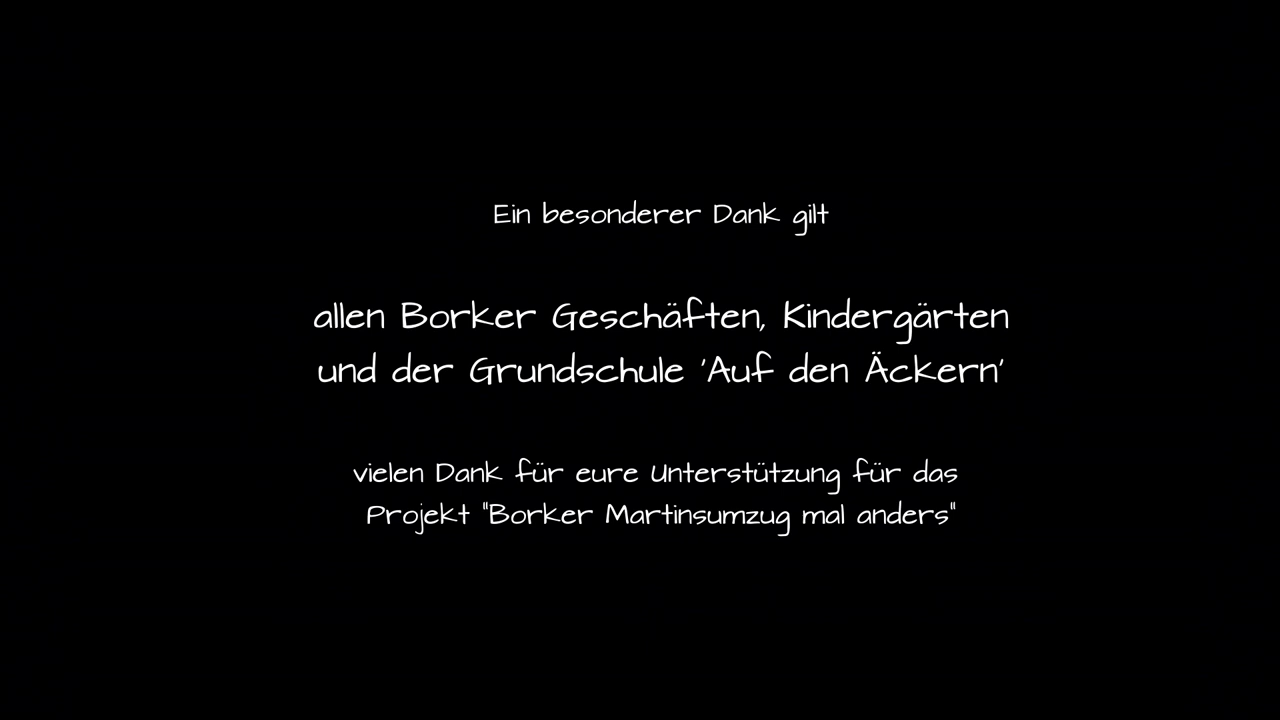 Ein besonderer Dank gilt
allen Borker Geschäften, Kindergärten
und der Grundschule 'Auf den Äckern'
vielen Dank für eure Unterstützung für das
Projekt "Borker Martinsumzug mal anders"